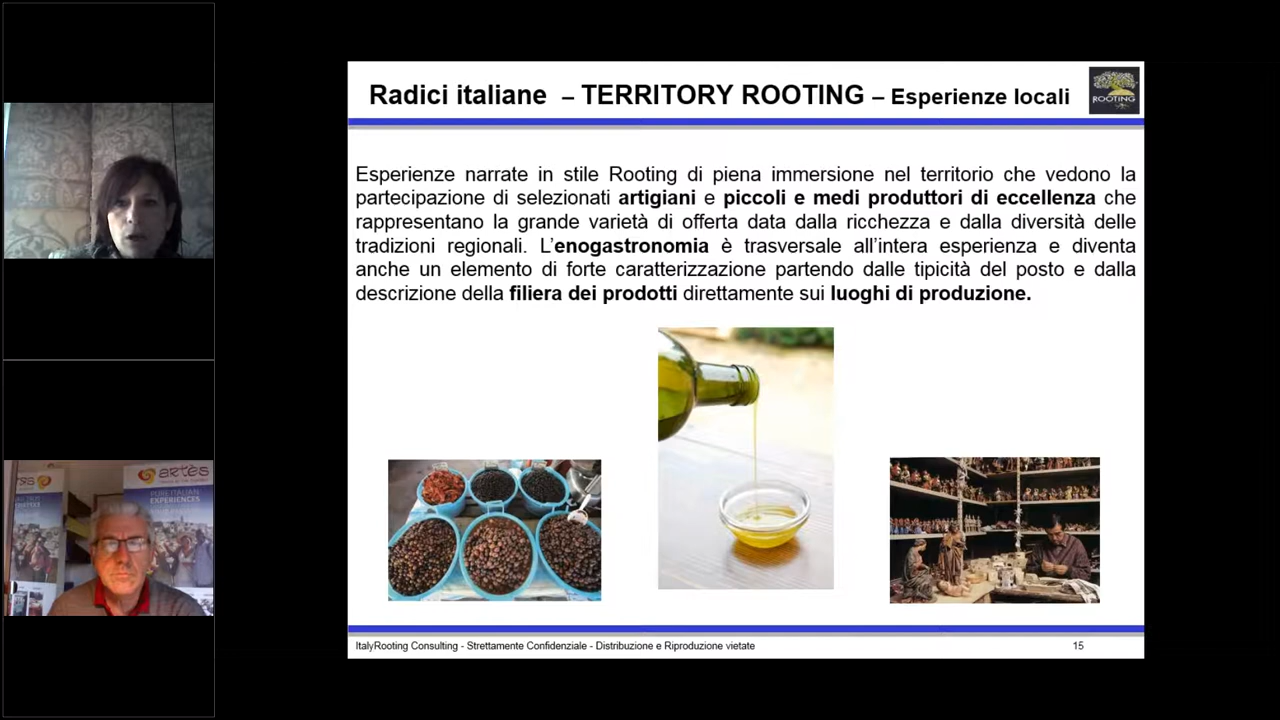 Radici italiane – TERRITORY ROOTING – Esperienze locali
ROOTING
Esperienze narrate in stile Rooting di piena immersione nel territorio che vedono la
partecipazione di selezionati artigiani e piccoli e medi produttori di eccellenza che
rappresentano la grande varietà di offerta data dalla ricchezza e dalla diversità delle
tradizioni regionali. L’enogastronomia è trasversale all’intera esperienza e diventa
anche un elemento di forte caratterizzazione partendo dalle tipicità del posto e dalla
descrizione della filiera dei prodotti direttamente sui luoghi di produzione.
ItalyRooting Consulting - Strettamente Confidenziale - Distribuzione e Riproduzione vietate
15
artès
PURE ITALIAN
EXPERIENCES